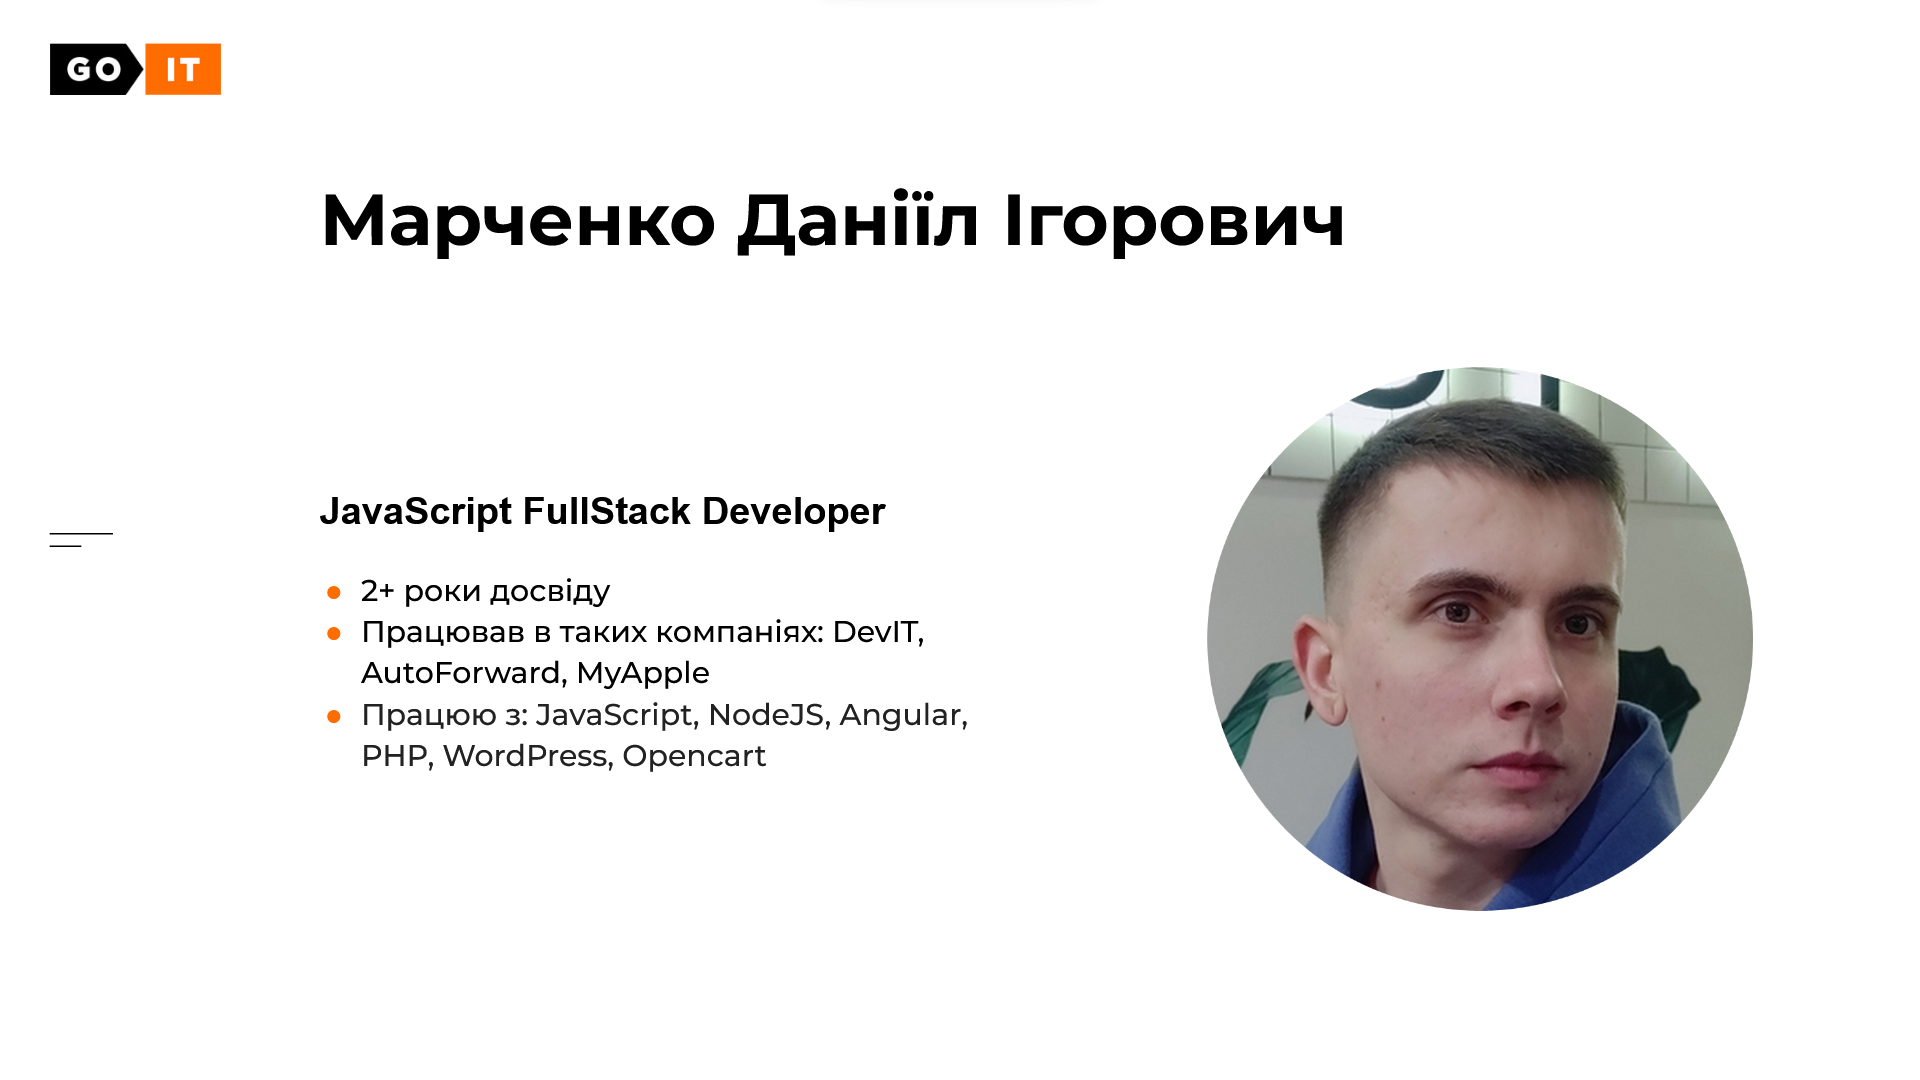 GO IT
Марченко Даніїл Ігорович
JavaScript FullStack Developer
● 2+ роки досвіду
● Працював в таких компаніях: DevIT,
AutoForward, MyApple
● Працюю з: JavaScript, NodeJS, Angular,
PHP, WordPress, Opencart